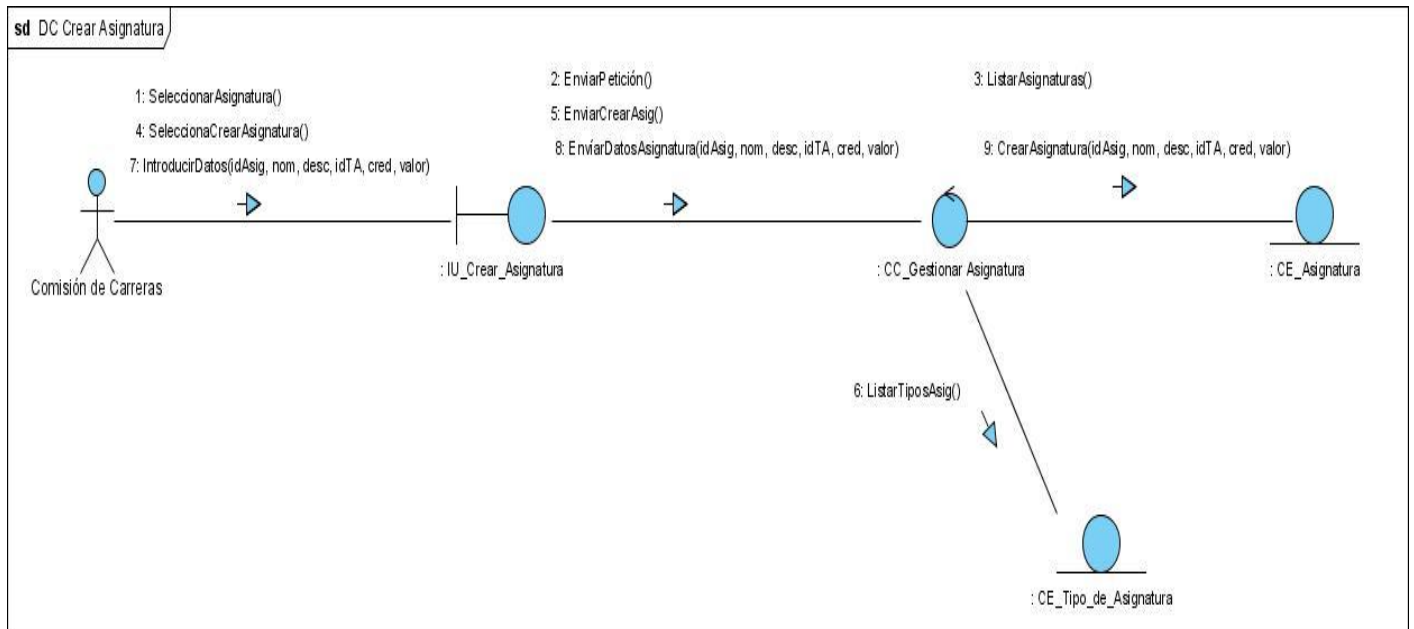 sd DC Crear Asignatura
1: SeleccionarAsignatura()
4: SeleccionaCrearAsignatura()
7: IntroducirDatos(idAsig, nom, desc, idTA, cred, valor)
2: EnviarPetición()
5: EnviarCrearAsig()
8: EnvíarDatosAsignatura(idAsig, nom, desc, idTA, cred, valor)
3: ListarAsignaturas()
9: CrearAsignatura(idAsig, nom, desc, idTA, cred, valor)
Comisión de Carreras
: IU_Crear_Asignatura
: CC_Gestionar Asignatura
: CE_Asignatura
6: ListarTiposAsig()
: CE_Tipo_de_Asignatura